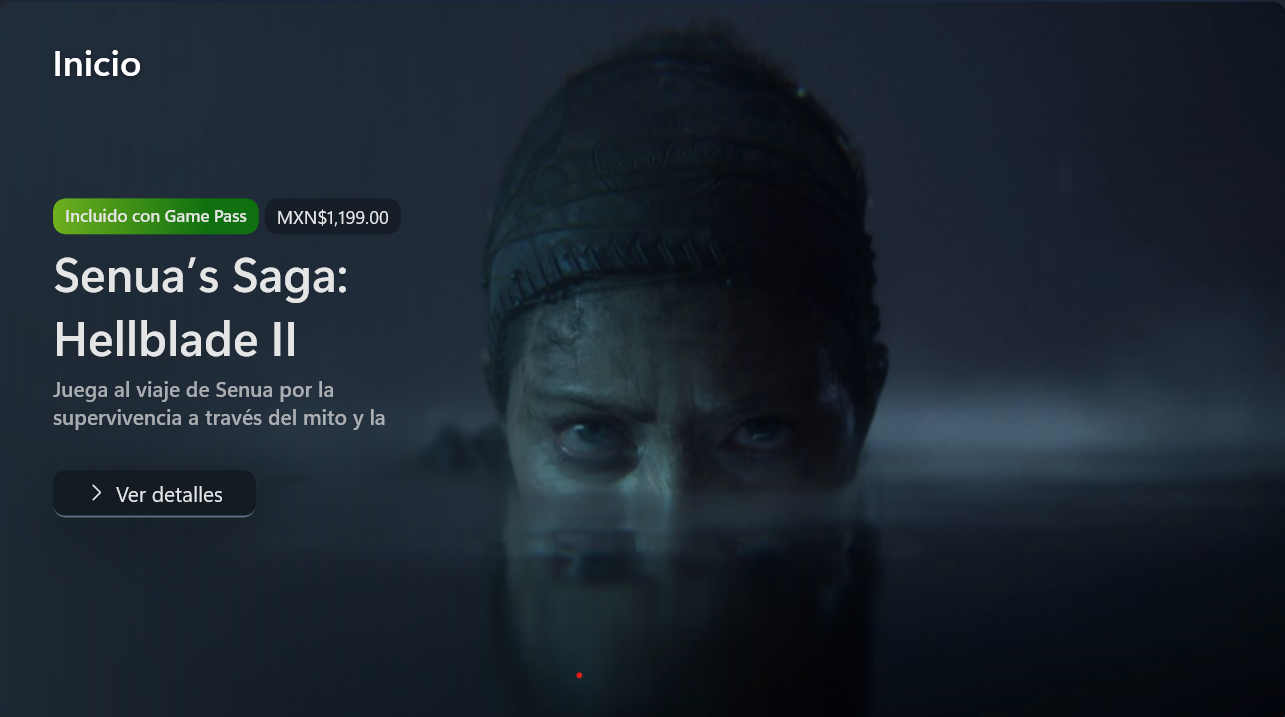 Inicio
Incluido con Game Pass
MXN$1,199.00
Senua’s Saga:
Hellblade II
Juega al viaje de Senua por la
supervivencia a través del mito y la
Ver detalles